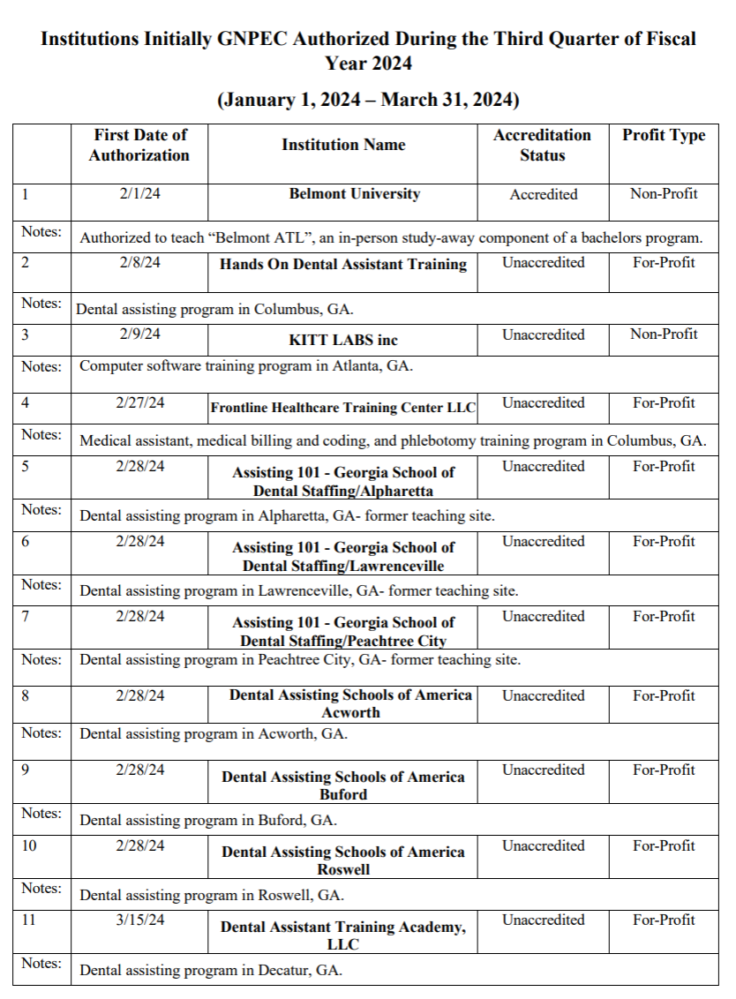 Institutions Initially GNPEC Authorized During the Third Quarter of Fiscal
Year 2024
(January 1, 2024 – March 31, 2024)
First Date of
Authorization
Institution Name
Accreditation
Status
Profit Type
1
2/1/24
Belmont University
Accredited
Non-Profit
Notes:
Authorized to teach “Belmont ATL”, an in-person study-away component of a bachelors program.
2
2/8/24
Hands On Dental Assistant Training
Unaccredited
For-Profit
Notes:
Dental assisting program in Columbus, GA.
3
2/9/24
KITT LABS inc
Unaccredited
Non-Profit
Notes:
Computer software training program in Atlanta, GA.
4
2/27/24
Frontline Healthcare Training Center LLC
Unaccredited
For-Profit
Notes:
Medical assistant, medical billing and coding, and phlebotomy training program in Columbus, GA.
5
2/28/24
Assisting 101 - Georgia School of
Dental Staffing/Alpharetta
Unaccredited
For-Profit
Notes:
Dental assisting program in Alpharetta, GA- former teaching site.
6
2/28/24
Assisting 101 - Georgia School of
Dental Staffing/Lawrenceville
Unaccredited
For-Profit
Notes:
Dental assisting program in Lawrenceville, GA- former teaching site.
7
2/28/24
Assisting 101 - Georgia School of
Dental Staffing/Peachtree City
Unaccredited
For-Profit
Notes:
Dental assisting program in Peachtree City, GA- former teaching site.
8
2/28/24
Dental Assisting Schools of America
Acworth
Unaccredited
For-Profit
Notes:
Dental assisting program in Acworth, GA.
9
2/28/24
Dental Assisting Schools of America
Buford
Unaccredited
For-Profit
Notes:
Dental assisting program in Buford, GA.
10
2/28/24
Dental Assisting Schools of America
Roswell
Unaccredited
For-Profit
Notes:
Dental assisting program in Roswell, GA.
11
3/15/24
Dental Assistant Training Academy,
LLC
Unaccredited
For-Profit
Notes:
Dental assisting program in Decatur, GA.